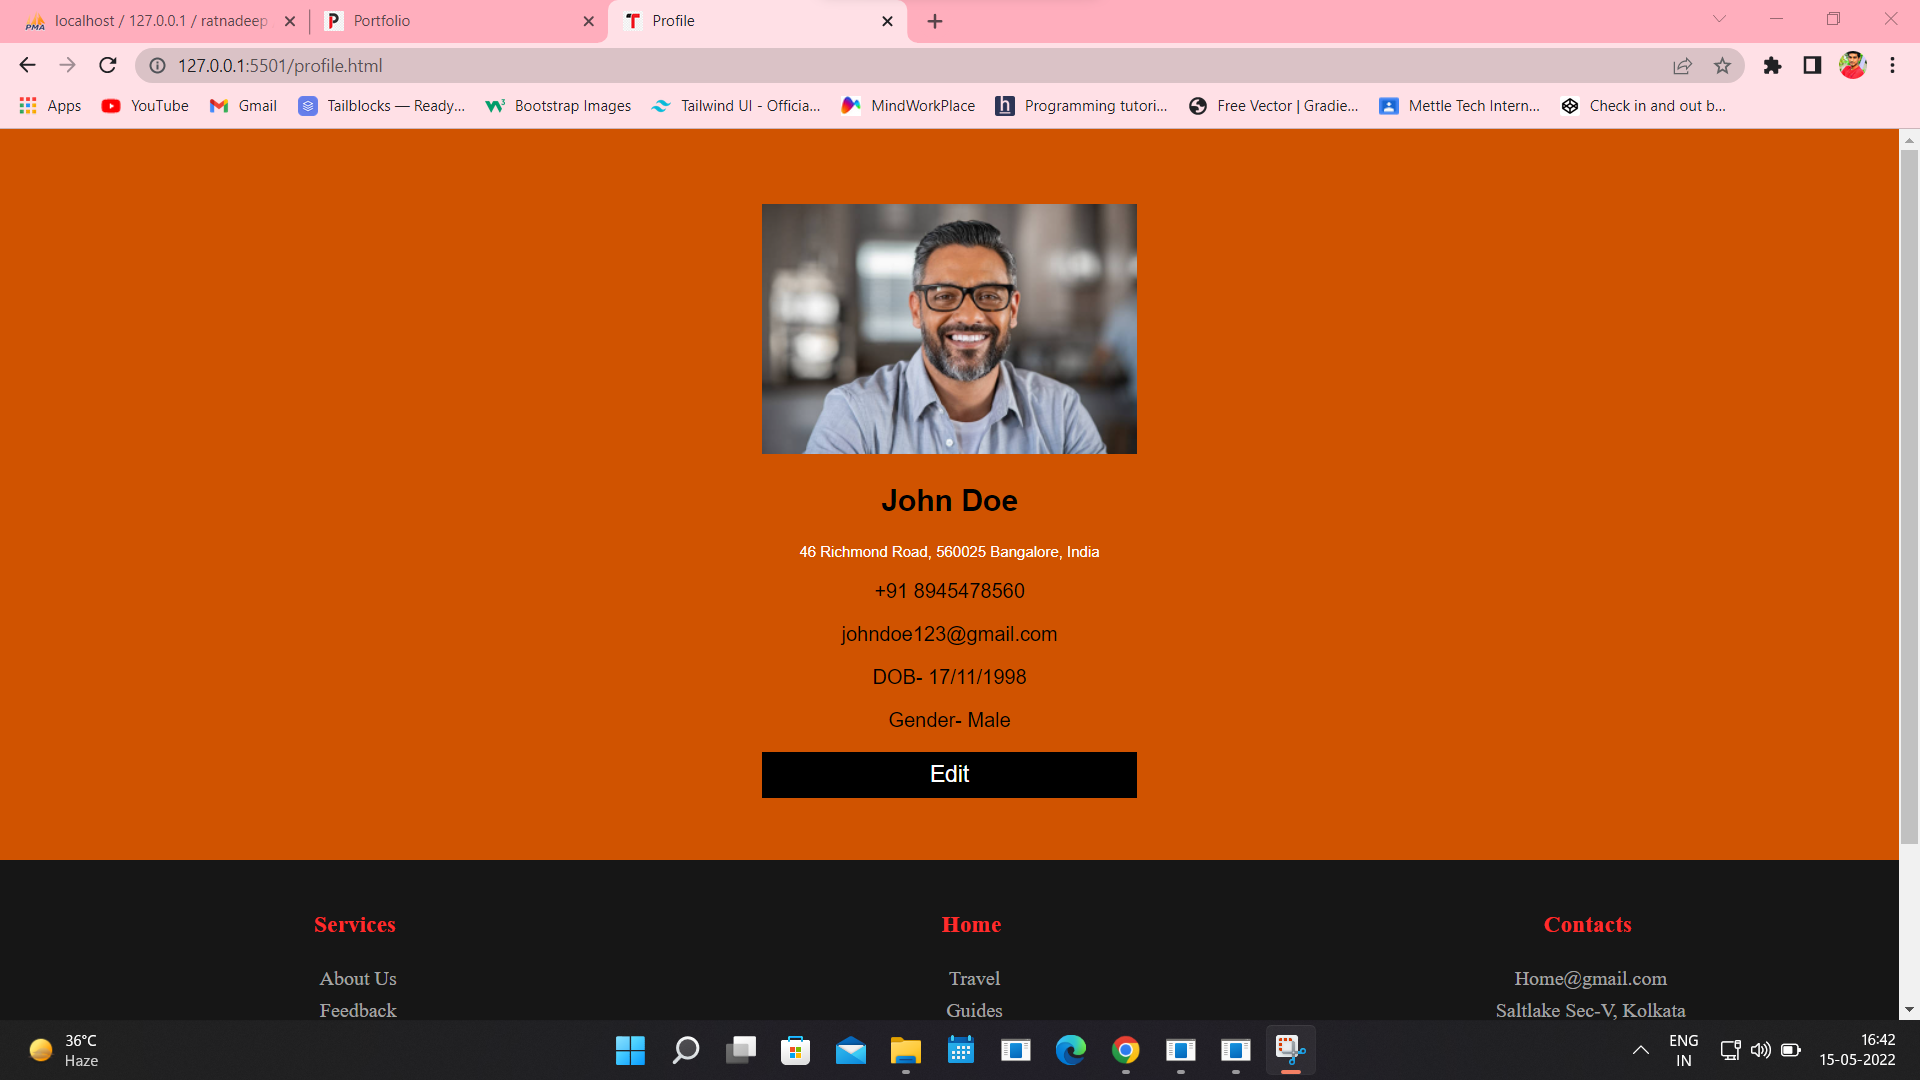 localhost / 127.0.0.1 / ratnadeep
Portfolio
Profile
127.0.0.1:5501/profile.html
Apps
YouTube
Gmail
Tailblocks — Ready...
Bootstrap Images
Tailwind UI - Officia...
MindWorkPlace
Programming tutori...
Free Vector | Gradie...
Mettle Tech Intern...
Check in and out b...
John Doe
46 Richmond Road, 560025 Bangalore, India
+91 8945478560
johndoe123@gmail.com
DOB- 17/11/1998
Gender- Male
Edit
Services
Home
Contacts
About Us
Travel
Home@gmail.com
Feedback
Guides
Saltlake Sec-V, Kolkata
36°C
Haze
ENG
IN
16:42
15-05-2022